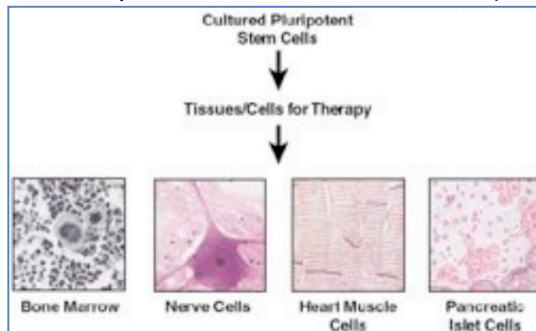 Cultured Pluripotent
Stem Cells
Tissues/Cells for Therapy
Bone Marrow
Nerve Cells
Heart Muscle
Cells
Pancreatic
Islet Cells